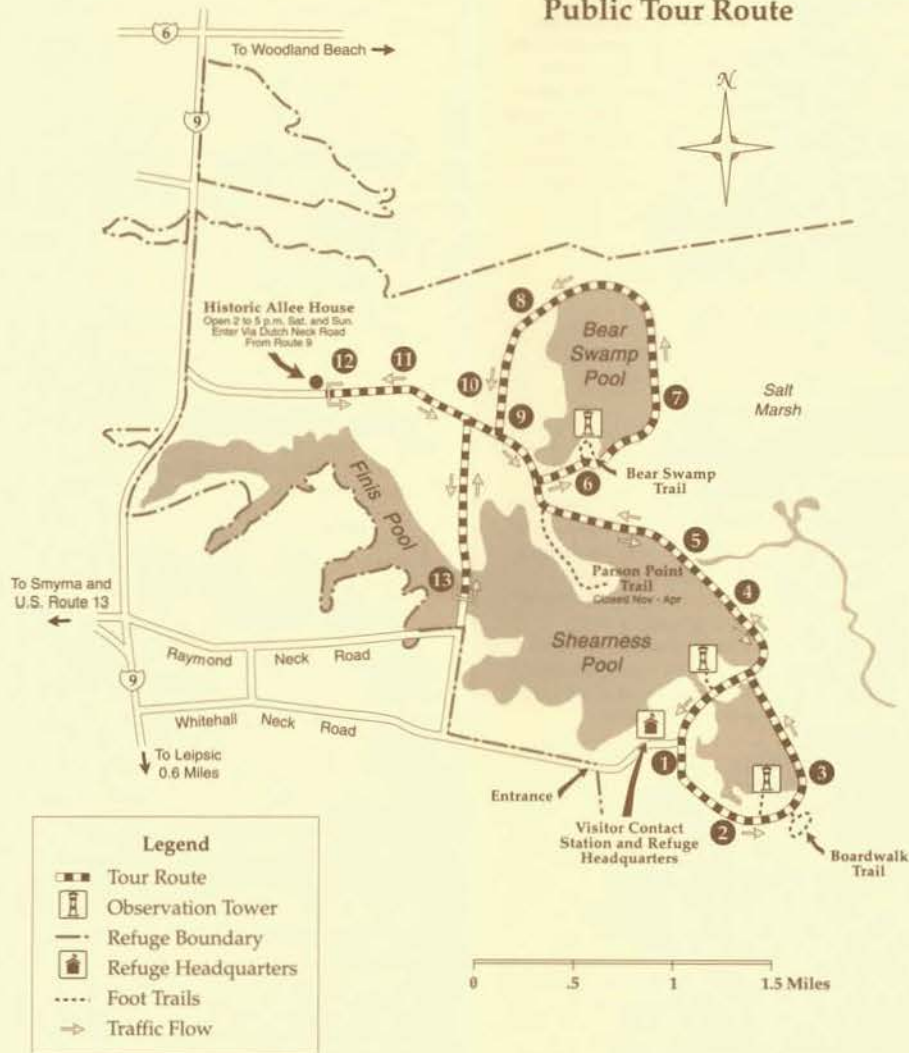 Public Tour Route
6
To Woodland Beach
9
N
Historic Allee House
Open 2 to 5 p.m. Sat. and Sun.
Enter Via Dutch Neck Road
From Route 9
12
11
10
9
8
Bear
Swamp
Pool
7
Salt
Marsh
6
Bear Swamp
Trail
Finis
Pool
5
To Smyrna and
U.S. Route 13
13
Parson Point
Trail
Closed Nov - Apr
4
Shearness
Pool
Raymond Neck Road
9
Whitehall Neck Road
To Leipsic
0.6 Miles
1
3
Entrance
2
Visitor Contact
Station and Refuge
Headquarters
Boardwalk
Trail
Legend
Tour Route
Observation Tower
Refuge Boundary
Refuge Headquarters
Foot Trails
Traffic Flow
0 .5 1 1.5 Miles